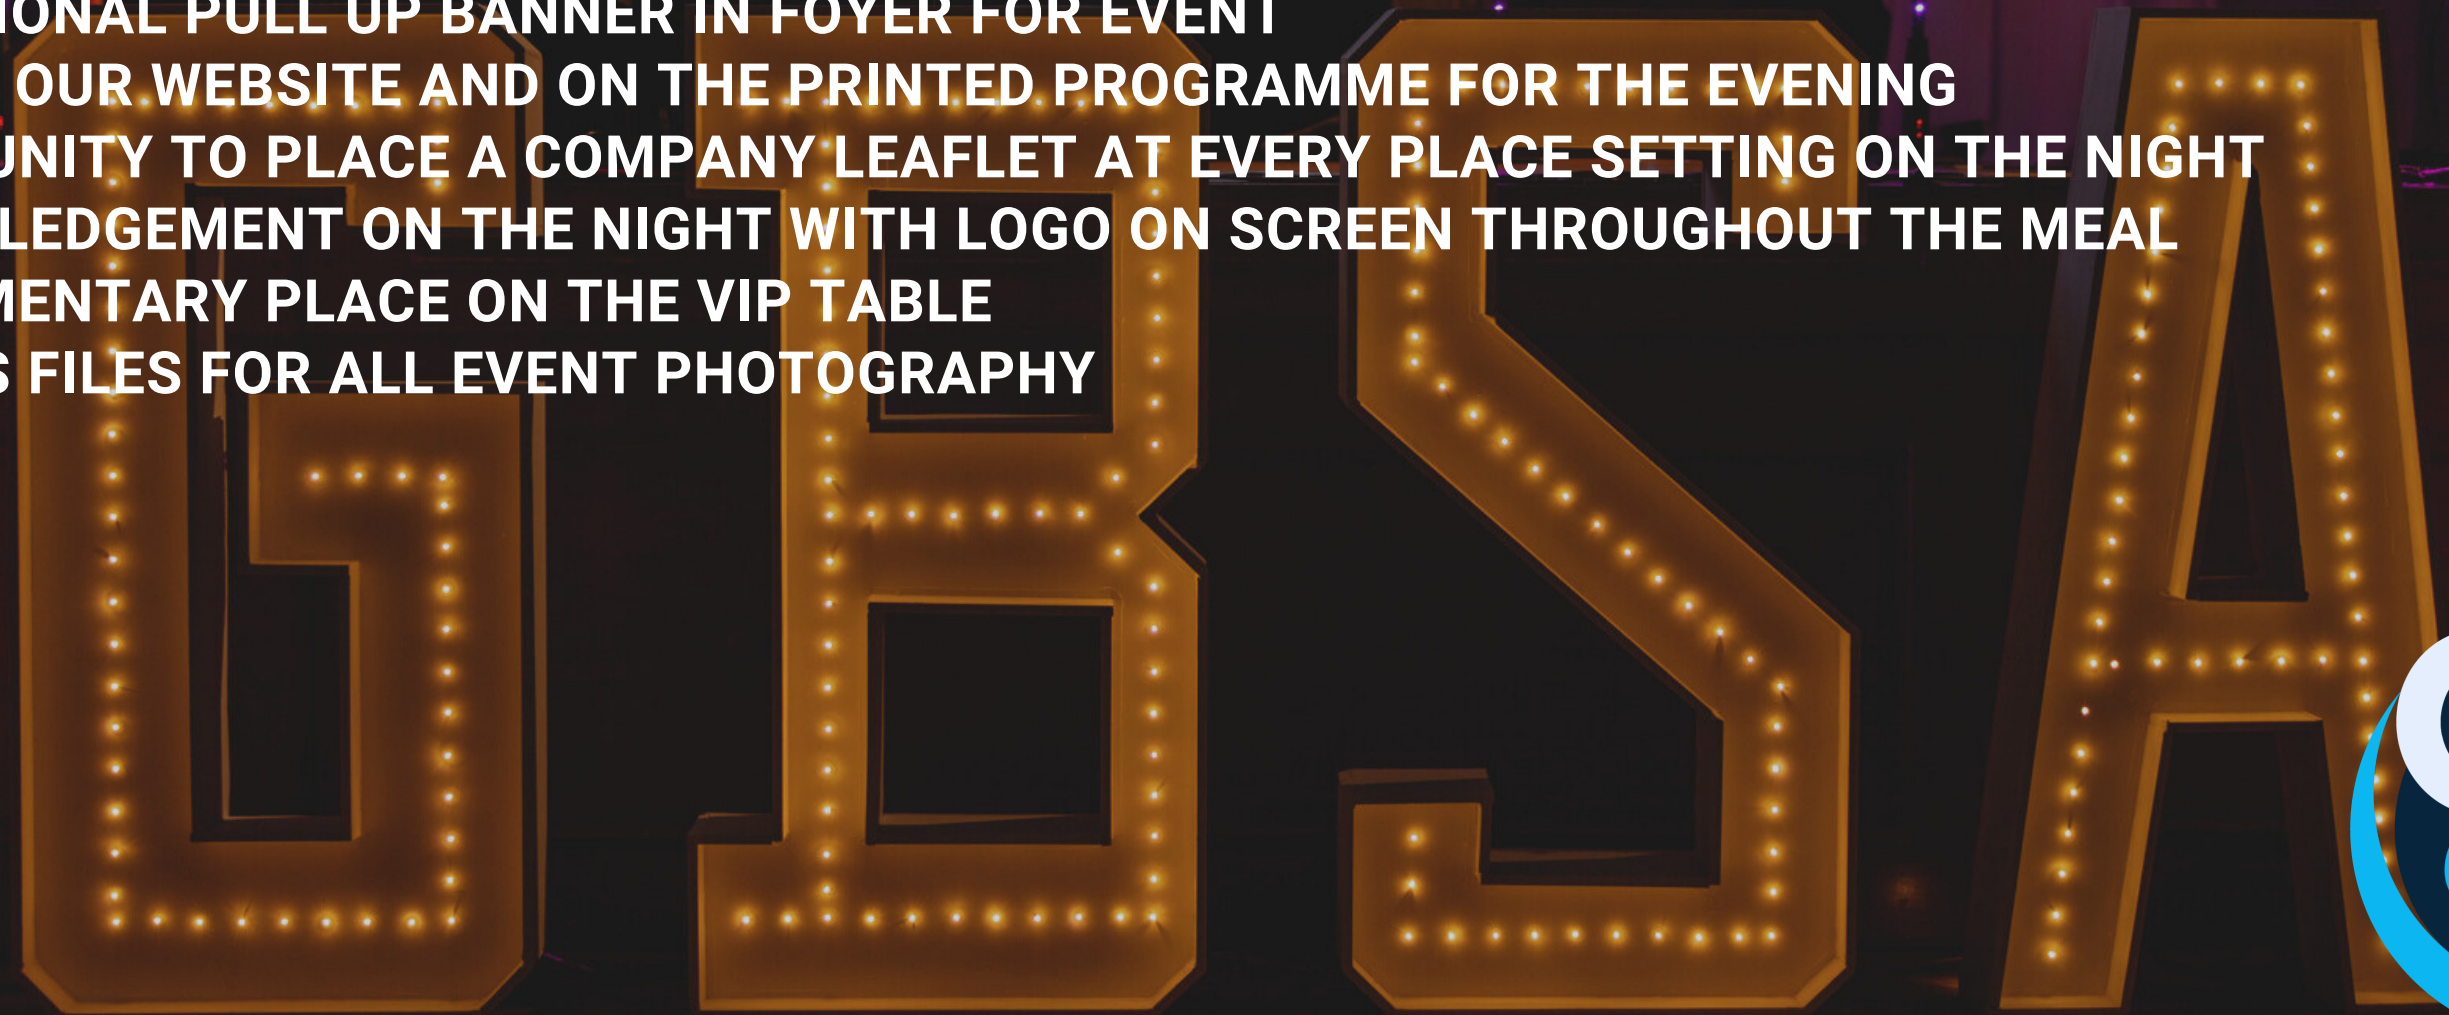 IONAL PULL UP BANNER IN FOYER FOR EVENT
OUR WEBSITE AND ON THE PRINTED PROGRAMME FOR THE EVENING
UNITY TO PLACE A COMPANY LEAFLET AT EVERY PLACE SETTING ON THE NIGHT
LEDGEMENT ON THE NIGHT WITH LOGO ON SCREEN THROUGHOUT THE MEAL
MENTARY PLACE ON THE VIP TABLE
S FILES FOR ALL EVENT PHOTOGRAPHY
GBSA